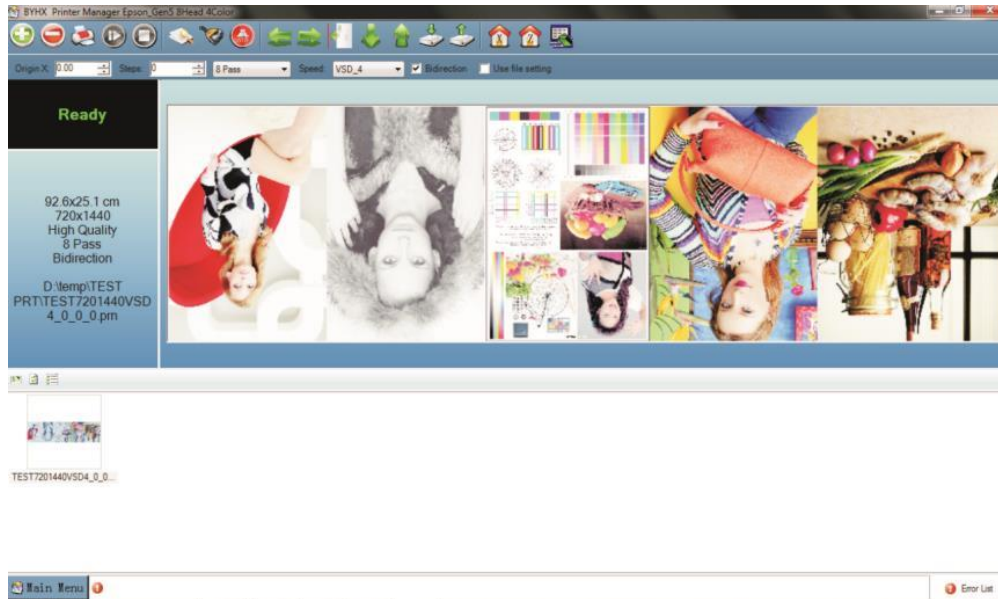 BYHX Printer Manager Epson_Gen5 8Head 4Color
Origin X: 0.00 Steps: 0 8 Pass Speed: VSD_4 Bidirection Use file setting
Ready
92.6x25.1 cm
720x1440
High Quality
8 Pass
Bidirection
D:\temp\TEST
PRT\TEST7201440VSD
4_0_0_0.prn
TEST7201440VSD4_0_0...
Main Menu
Error List